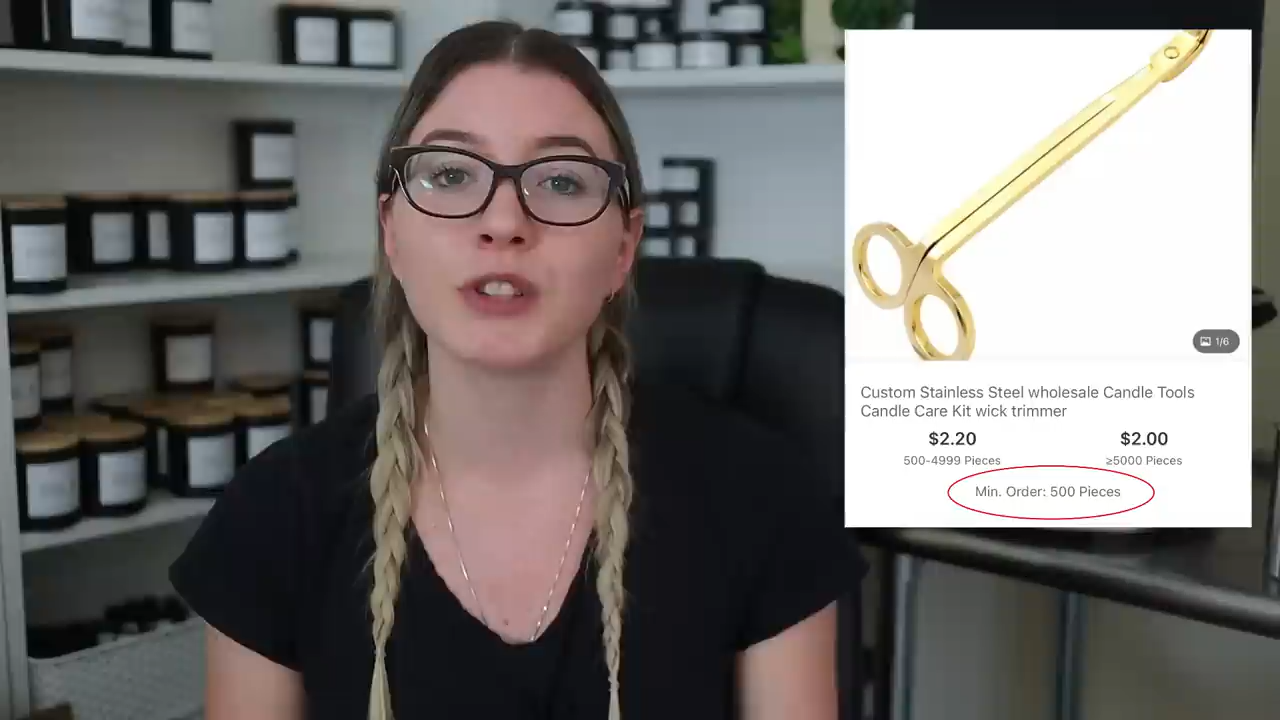 1/6
Custom Stainless Steel wholesale Candle Tools
Candle Care Kit wick trimmer
$2.20
$2.00
500-4999 Pieces
≥5000 Pieces
Min. Order: 500 Pieces